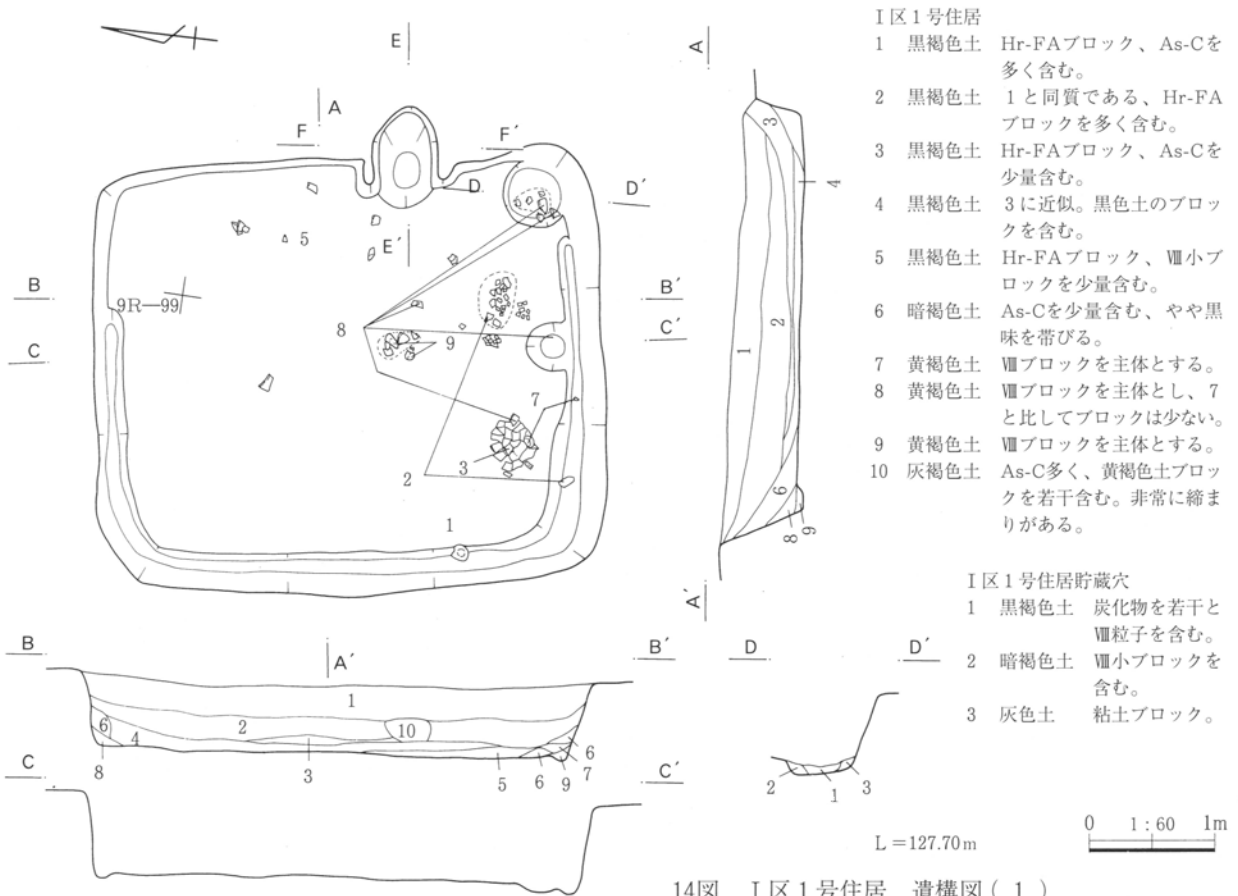 Ⅰ区1号住居
1 黒褐色土 Hr-FAブロック、As-Cを
多く含む。
2 黒褐色土 1と同質である、Hr-FA
ブロックを多く含む。
3 黒褐色土 Hr-FAブロック、As-Cを
少量含む。
4 黒褐色土 3に近似。黒色土のブロッ
クを含む。
5 黒褐色土 Hr-FAブロック、Ⅷ小ブ
ロックを少量含む。
6 暗褐色土 As-Cを少量含む、やや黒
味を帯びる。
7 黄褐色土 Ⅷブロックを主体とする。
8 黄褐色土 Ⅷブロックを主体とし、7
と比してブロックは少ない。
9 黄褐色土 Ⅷブロックを主体とする。
10 灰褐色土 As-C多く、黄褐色土ブロッ
クを若干含む。非常に締ま
りがある。
Ⅰ区1号住居貯蔵穴
1 黒褐色土 炭化物を若干と
Ⅷ粒子を含む。
2 暗褐色土 Ⅷ小ブロックを
含む。
3 灰色土 粘土ブロック。
E
A
F
F′
D
D′
E′
5
B
9R—99
B′
C′
C
8
9
7
3
2
1
A
3
4
2
1
6
8
9
A′
B
A′
B′
1
2
10
6
4
8
3
5
6
9
7
6
C
C′
D
D′
2
1
3
L=127.70m
0 1:60 1m
14図 Ⅰ区1号住居 遺構図(1)